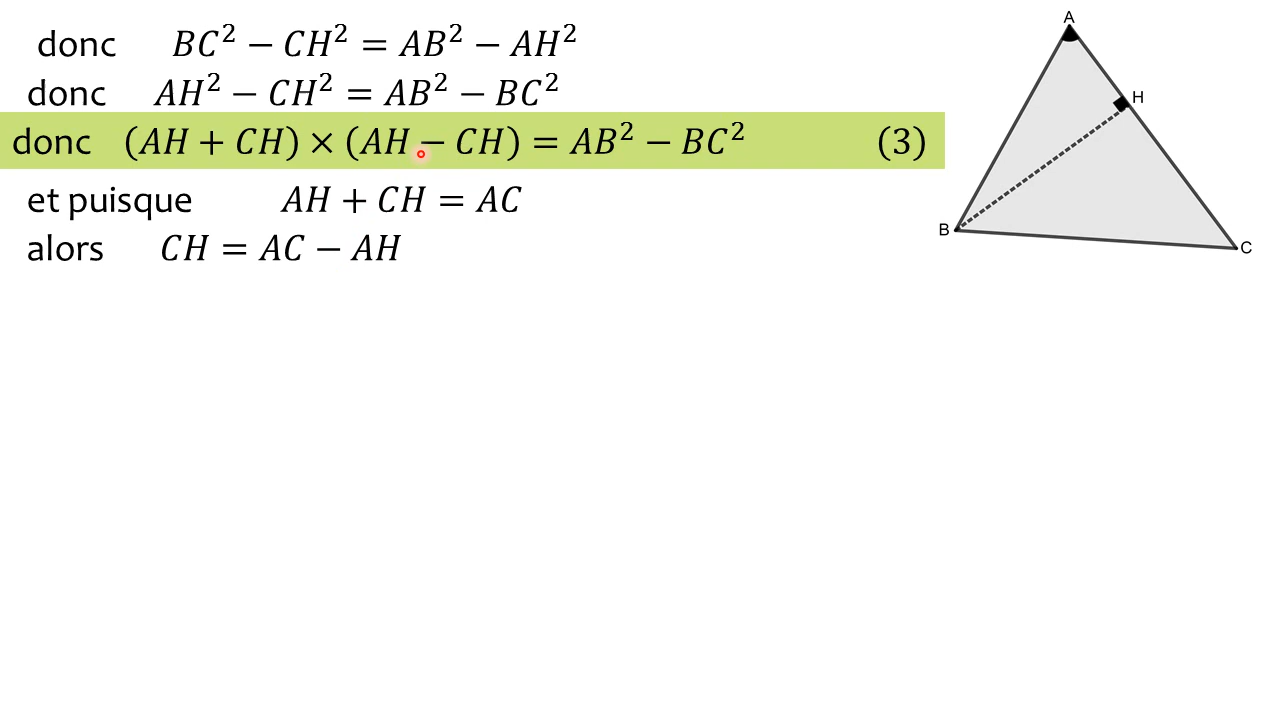 donc BC² − CH² = AB² − AH²
donc AH² − CH² = AB² − BC²
donc (AH + CH) × (AH − CH) = AB² − BC² (3)
et puisque AH + CH = AC
alors CH = AC − AH
A
H
B
C